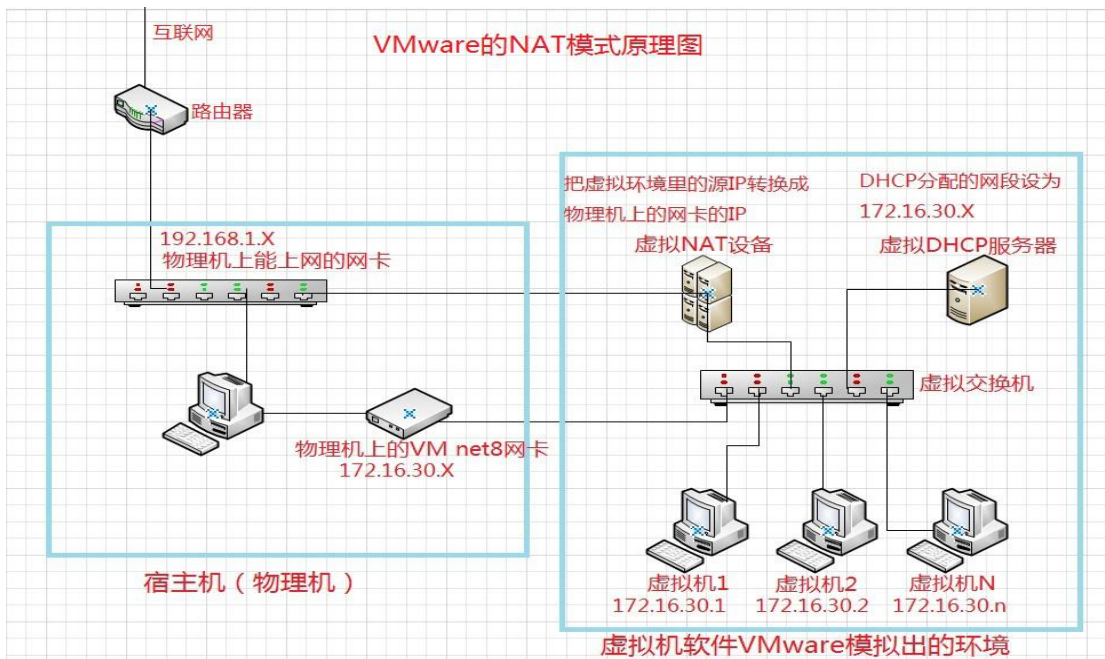 互联网
VMware的NAT模式原理图
路由器
把虚拟环境里的源IP转换成
物理机上的网卡的IP
虚拟NAT设备
DHCP分配的网段设为
172.16.30.X
虚拟DHCP服务器
192.168.1.X
物理机上能上网的网卡
虚拟交换机
物理机上的VM net8网卡
172.16.30.X
虚拟机1
172.16.30.1
虚拟机2
172.16.30.2
虚拟机N
172.16.30.n
宿主机（物理机）
虚拟机软件VMware模拟出的环境